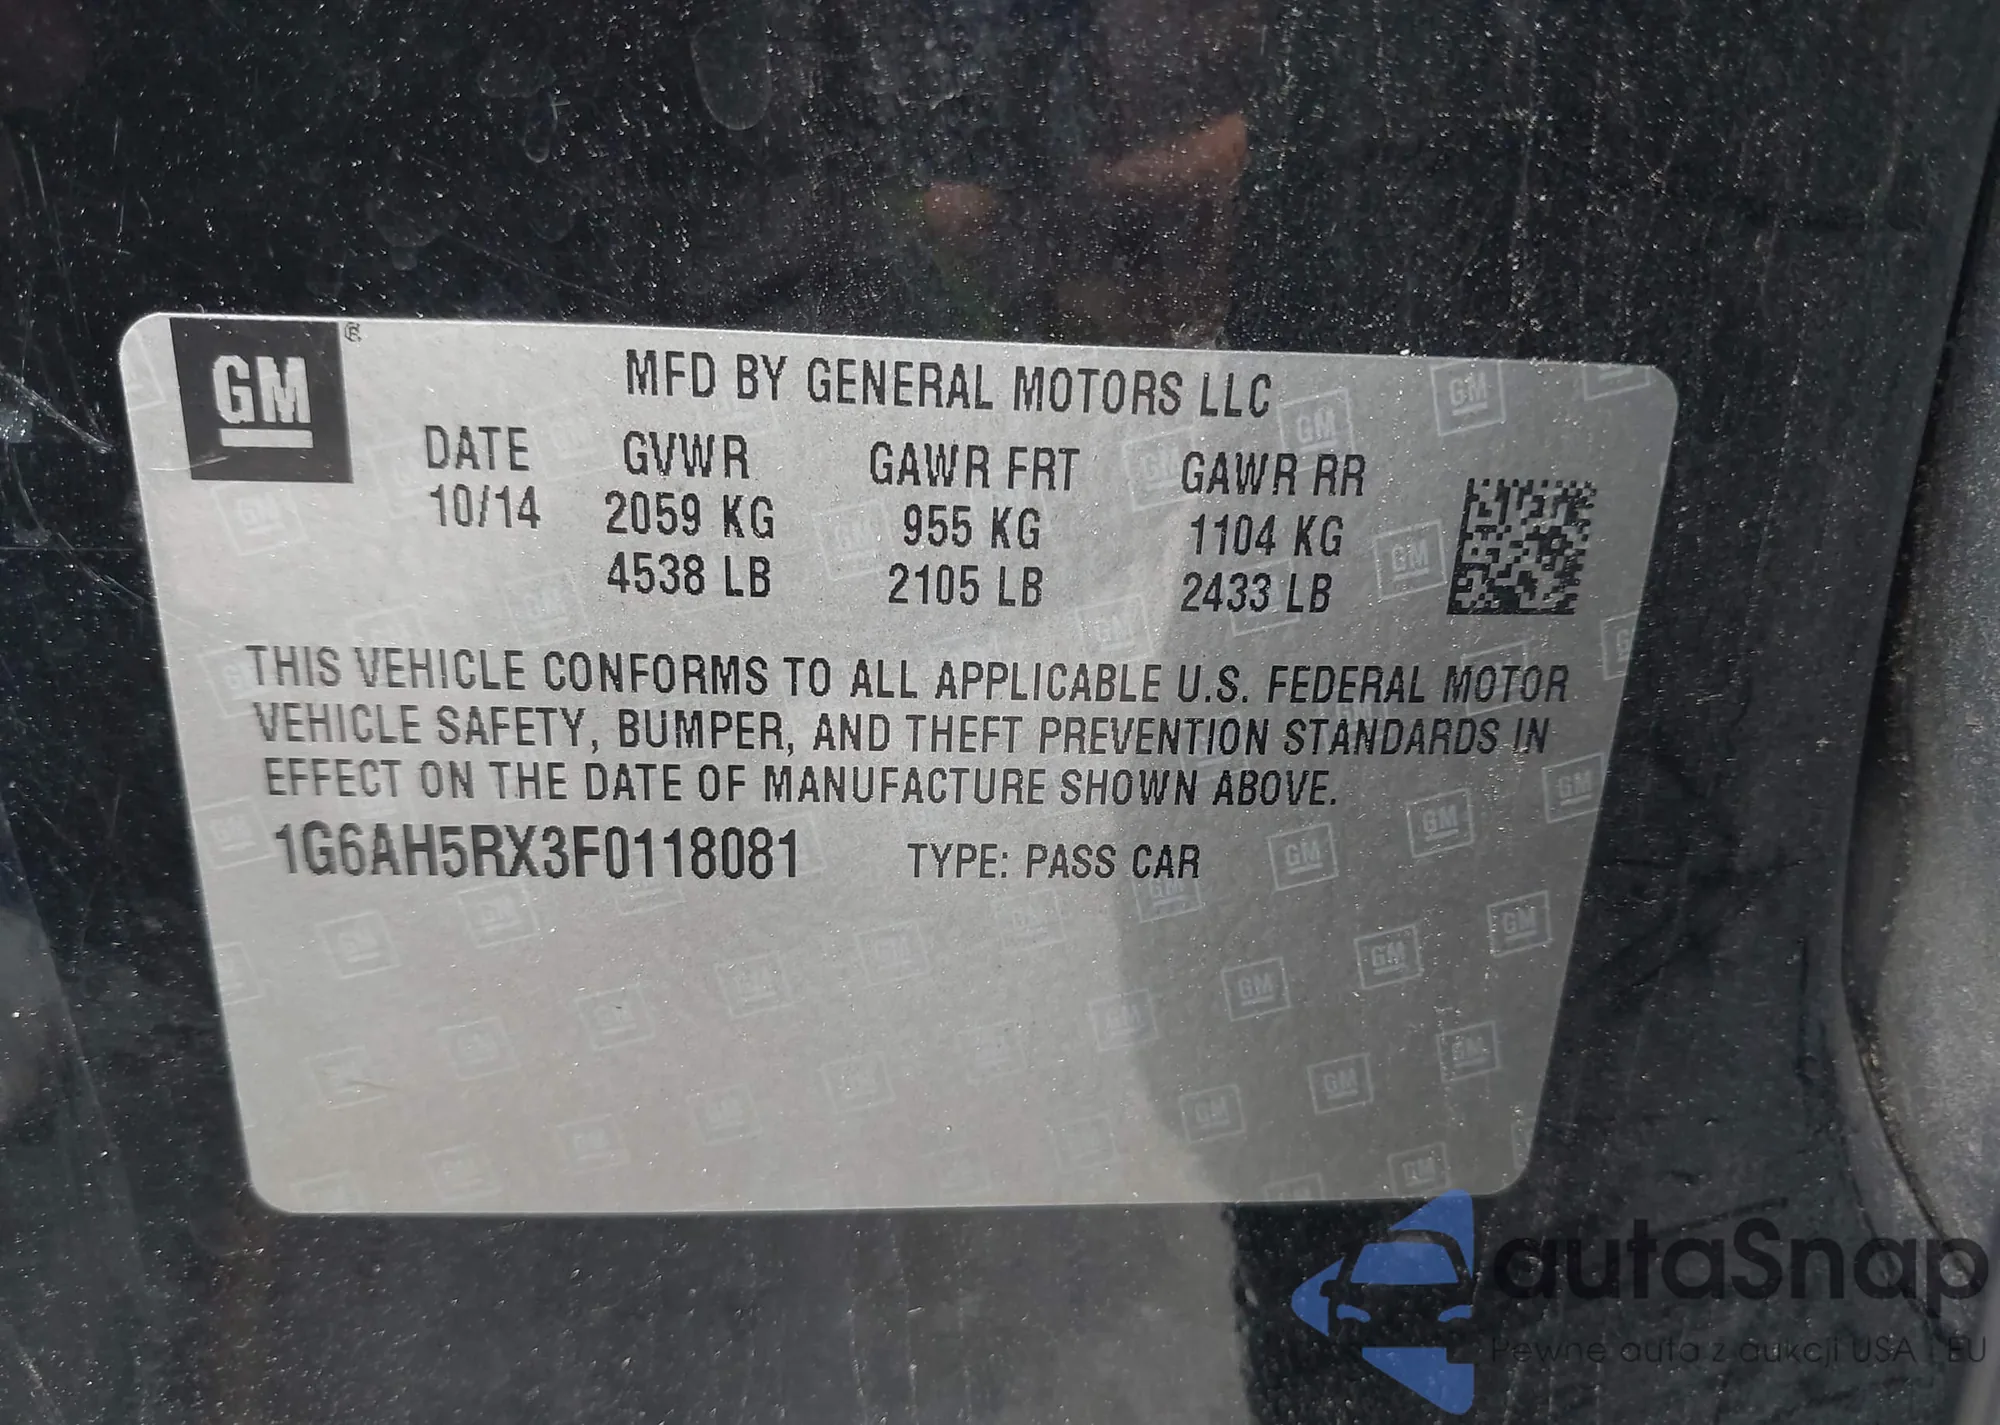 GM ®
MFD BY GENERAL MOTORS LLC
DATE GVWR GAWR FRT GAWR RR
10/14 2059 KG 955 KG 1104 KG
4538 LB 2105 LB 2433 LB
THIS VEHICLE CONFORMS TO ALL APPLICABLE U.S. FEDERAL MOTOR
VEHICLE SAFETY, BUMPER, AND THEFT PREVENTION STANDARDS IN
EFFECT ON THE DATE OF MANUFACTURE SHOWN ABOVE.
1G6AH5RX3F0118081 TYPE: PASS CAR
autaSnap
Pewne auta z aukcji USA i EU